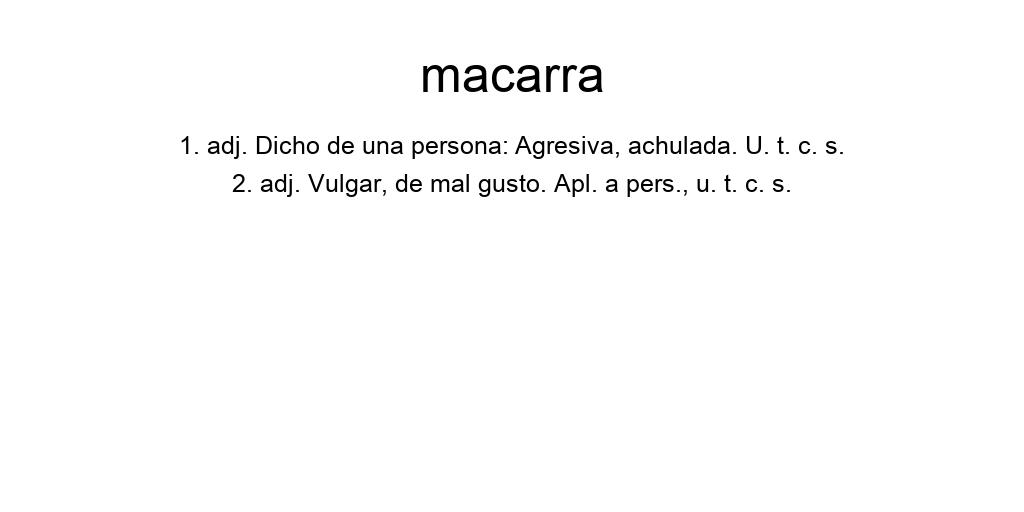 macarra
1. adj. Dicho de una persona: Agresiva, achulada. U. t. c. s.
2. adj. Vulgar, de mal gusto. Apl. a pers., u. t. c. s.